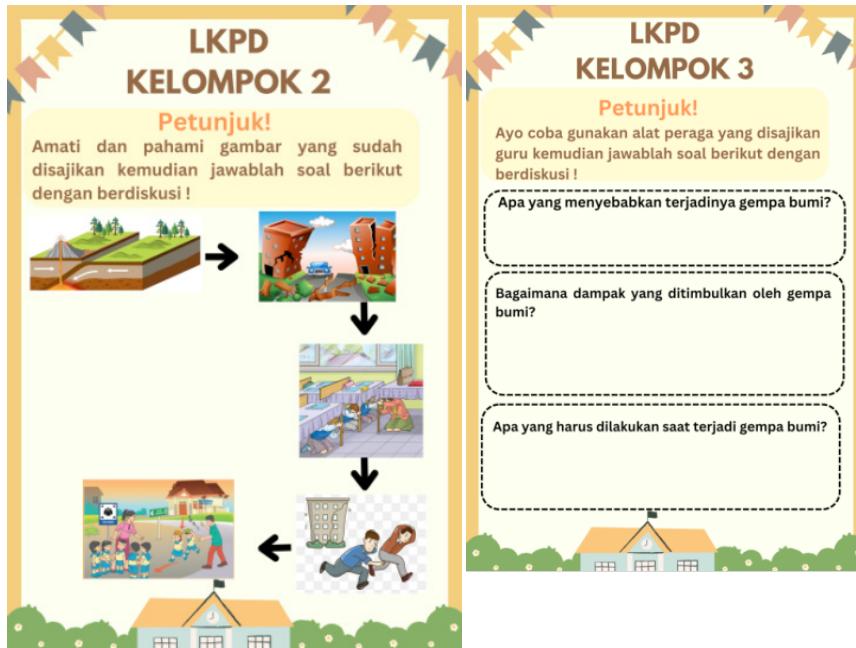 LKPD
KELOMPOK 2
Petunjuk!
Amati dan pahami gambar yang sudah
disajikan kemudian jawablah soal berikut
dengan berdiskusi !
LKPD
KELOMPOK 3
Petunjuk!
Ayo coba gunakan alat peraga yang disajikan
guru kemudian jawablah soal berikut dengan
berdiskusi !
Apa yang menyebabkan terjadinya gempa bumi?
Bagaimana dampak yang ditimbulkan oleh gempa
bumi?
Apa yang harus dilakukan saat terjadi gempa bumi?